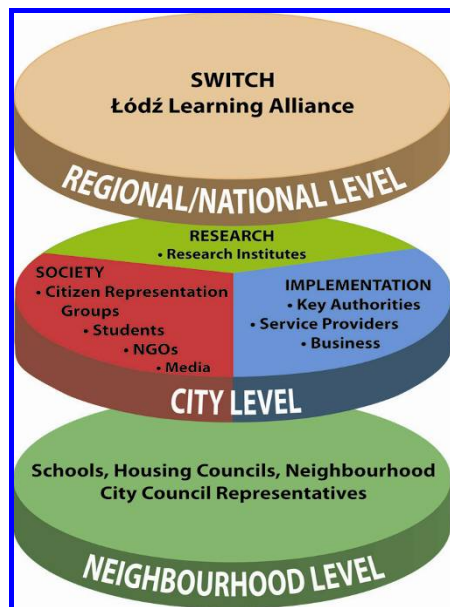 SWITCH
Łódź Learning Alliance
REGIONAL/NATIONAL LEVEL
RESEARCH
• Research Institutes
SOCIETY
• Citizen Representation
Groups
• Students
• NGOs
• Media
IMPLEMENTATION
• Key Authorities
• Service Providers
• Business
CITY LEVEL
Schools, Housing Councils, Neighbourhood
City Council Representatives
NEIGHBOURHOOD LEVEL